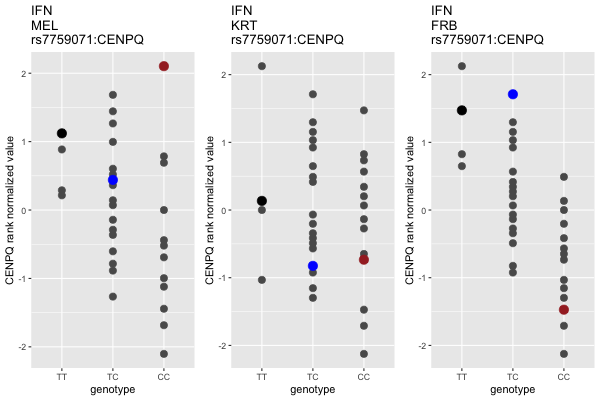 IFN
MEL
rs7759071:CENPQ
CENPQ rank normalized value
2
1
0
-1
-2
TT
TC
CC
genotype
IFN
KRT
rs7759071:CENPQ
CENPQ rank normalized value
2
1
0
-1
-2
TT
TC
CC
genotype
IFN
FRB
rs7759071:CENPQ
CENPQ rank normalized value
2
1
0
-1
-2
TT
TC
CC
genotype